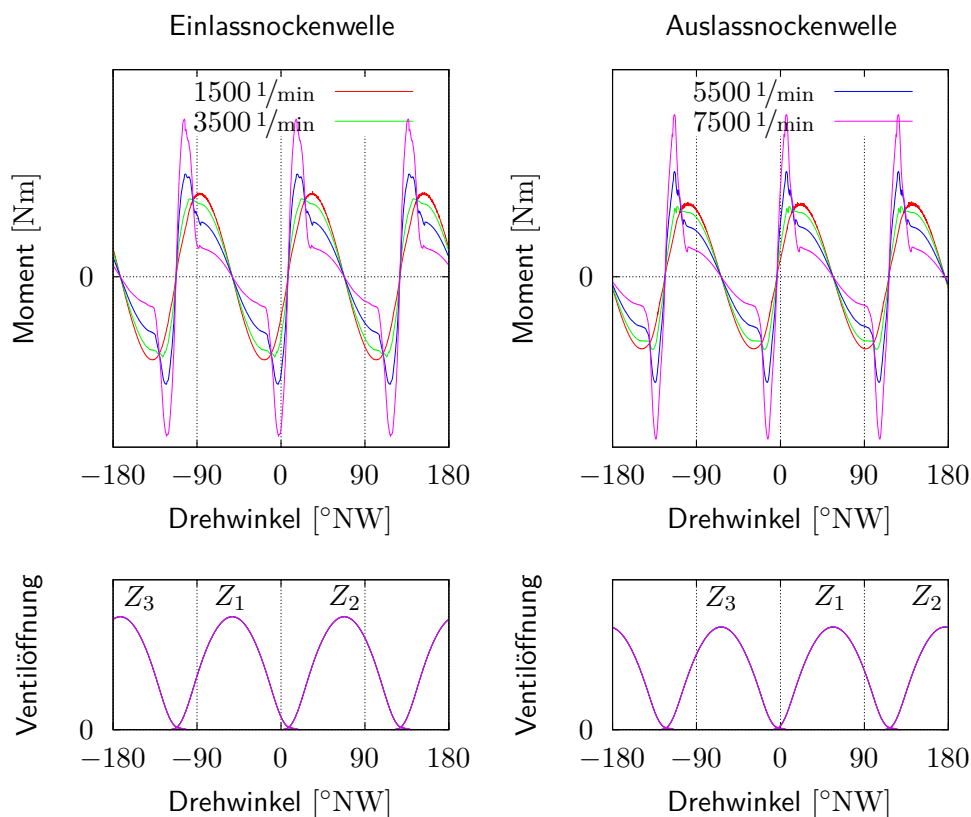 Einlassnockenwelle
Auslassnockenwelle
1500 1/min
3500 1/min
5500 1/min
7500 1/min
Moment [Nm]
0
−180 −90 0 90 180
Drehwinkel [°NW]
Moment [Nm]
0
−180 −90 0 90 180
Drehwinkel [°NW]
Ventilöffnung
Z3 Z1 Z2
0
−180 −90 0 90 180
Drehwinkel [°NW]
Ventilöffnung
Z3 Z1 Z2
0
−180 −90 0 90 180
Drehwinkel [°NW]